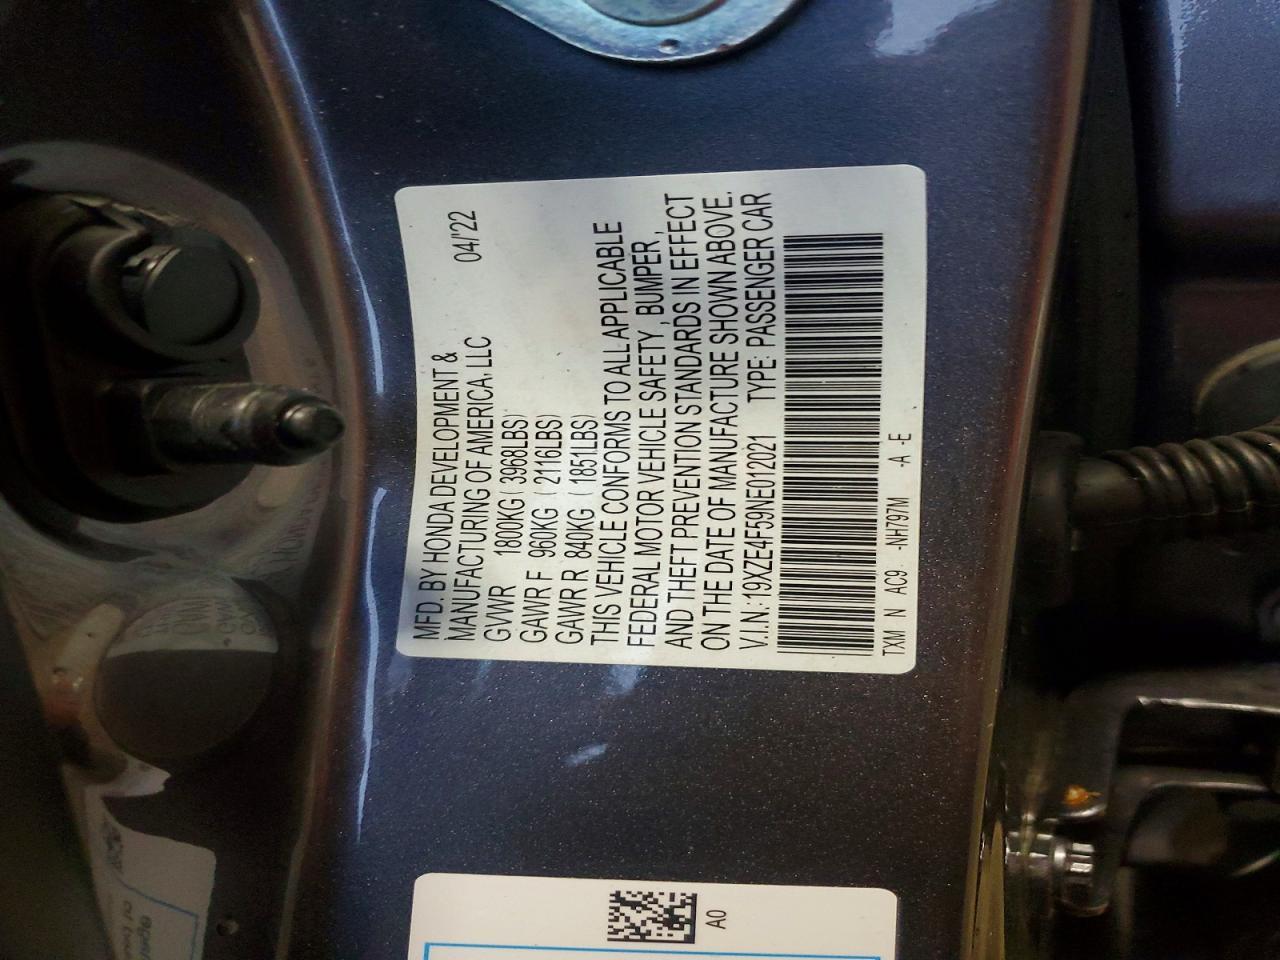 MFD. BY HONDA DEVELOPMENT &
MANUFACTURING OF AMERICA. LLC 04/'22
GVWR 1800KG ( 3968LBS)
GAWR F 960KG ( 2116LBS)
GAWR R 840KG ( 1851LBS)
THIS VEHICLE CONFORMS TO ALL APPLICABLE
FEDERAL MOTOR VEHICLE SAFETY , BUMPER ,
AND THEFT PREVENTION STANDARDS IN EFFECT
ON THE DATE OF MANUFACTURE SHOWN ABOVE.
V.I.N: 19XZE4F59NE012021 TYPE: PASSENGER CAR
TXM N AC9 -NH797M -A -E
A0